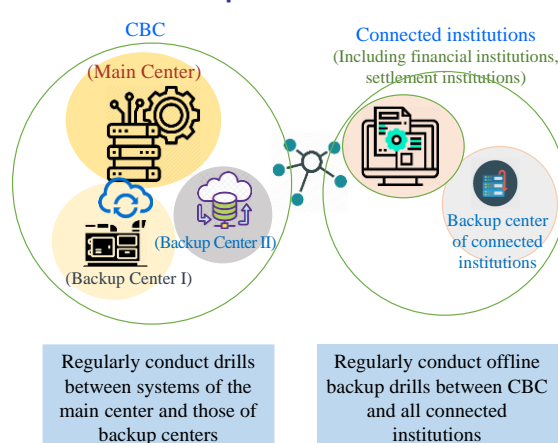 CBC
(Main Center)
(Backup Center I)
(Backup Center II)
Connected institutions
(Including financial institutions,
settlement institutions)
Backup center
of connected
institutions
Regularly conduct drills
between systems of the
main center and those of
backup centers
Regularly conduct offline
backup drills between CBC
and all connected
institutions